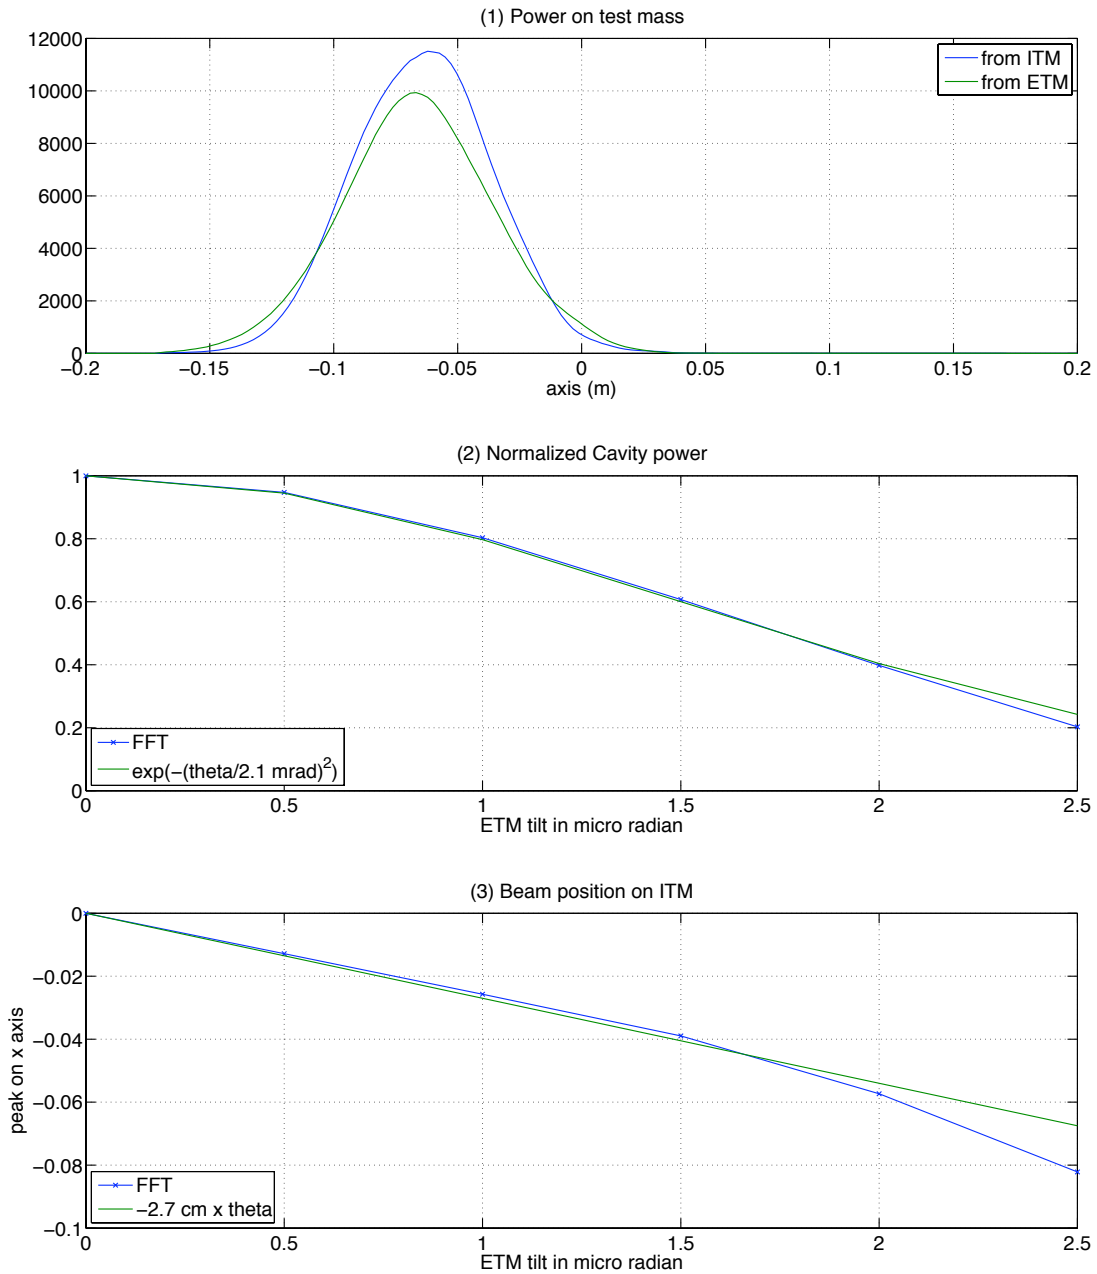 (1) Power on test mass
12000
10000
8000
6000
4000
2000
0
from ITM
from ETM
−0.2 −0.15 −0.1 −0.05 0 0.05 0.1 0.15 0.2
axis (m)
(2) Normalized Cavity power
1
0.8
0.6
0.4
0.2
0
FFT
exp(−(theta/2.1 mrad)²)
0 0.5 1 1.5 2 2.5
ETM tilt in micro radian
(3) Beam position on ITM
peak on x axis
0
−0.02
−0.04
−0.06
−0.08
−0.1
FFT
−2.7 cm x theta
0 0.5 1 1.5 2 2.5
ETM tilt in micro radian